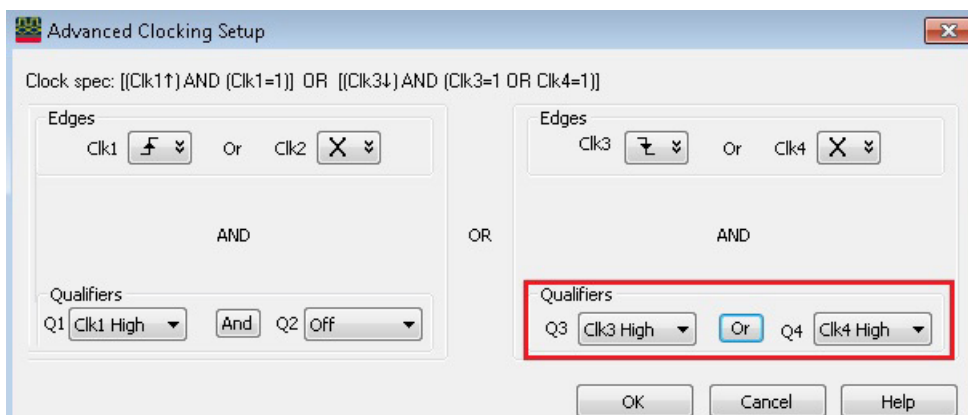 Advanced Clocking Setup
Clock spec: [(Clk1↑) AND (Clk1=1)] OR [(Clk3↓) AND (Clk3=1 OR Clk4=1)]
Edges
Clk1 Or Clk2 X
AND
Qualifiers
Q1 Clk1 High And Q2 Off
OR
Edges
Clk3 Or Clk4 X
AND
Qualifiers
Q3 Clk3 High Or Q4 Clk4 High
OK Cancel Help